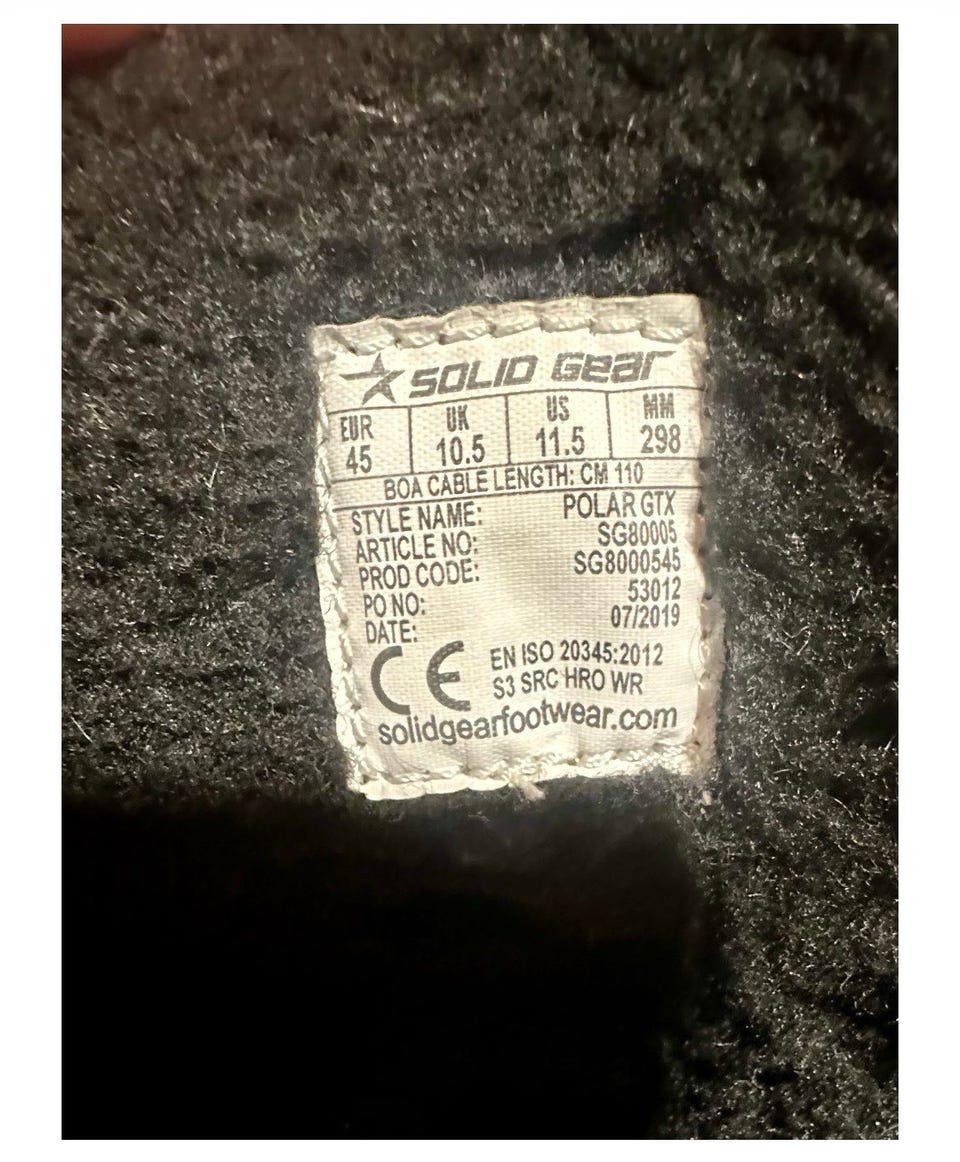 SOLID GEAR
EUR UK US MM
45 10.5 11.5 298
BOA CABLE LENGTH: CM 110
STYLE NAME: POLAR GTX
ARTICLE NO: SG80005
PROD CODE: SG8000545
PO NO: 53012
DATE: 07/2019
CE EN ISO 20345:2012
S3 SRC HRO WR
solidgearfootwear.com